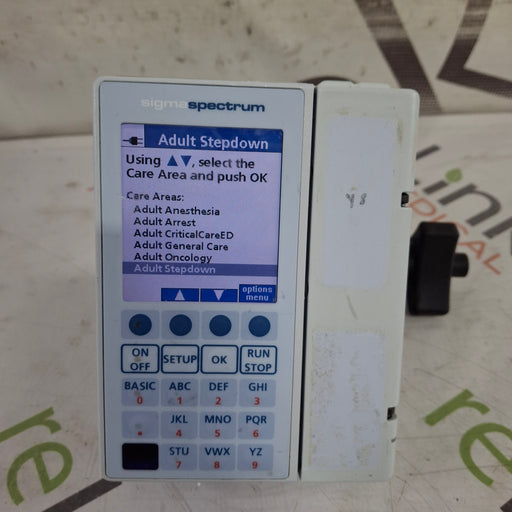 sigmaspectrum
Adult Stepdown
Using ▲▼, select the
Care Area and push OK
Care Areas:
Adult Anesthesia
Adult Arrest
Adult CriticalCareED
Adult General Care
Adult Oncology
Adult Stepdown
▲ ▼ options
menu
ON
OFF
SETUP
OK
RUN
STOP
BASIC ABC DEF GHI
0 1 2 3
JKL MNO PQR
. 4 5 6
STU VWX YZ
7 8 9
re
re